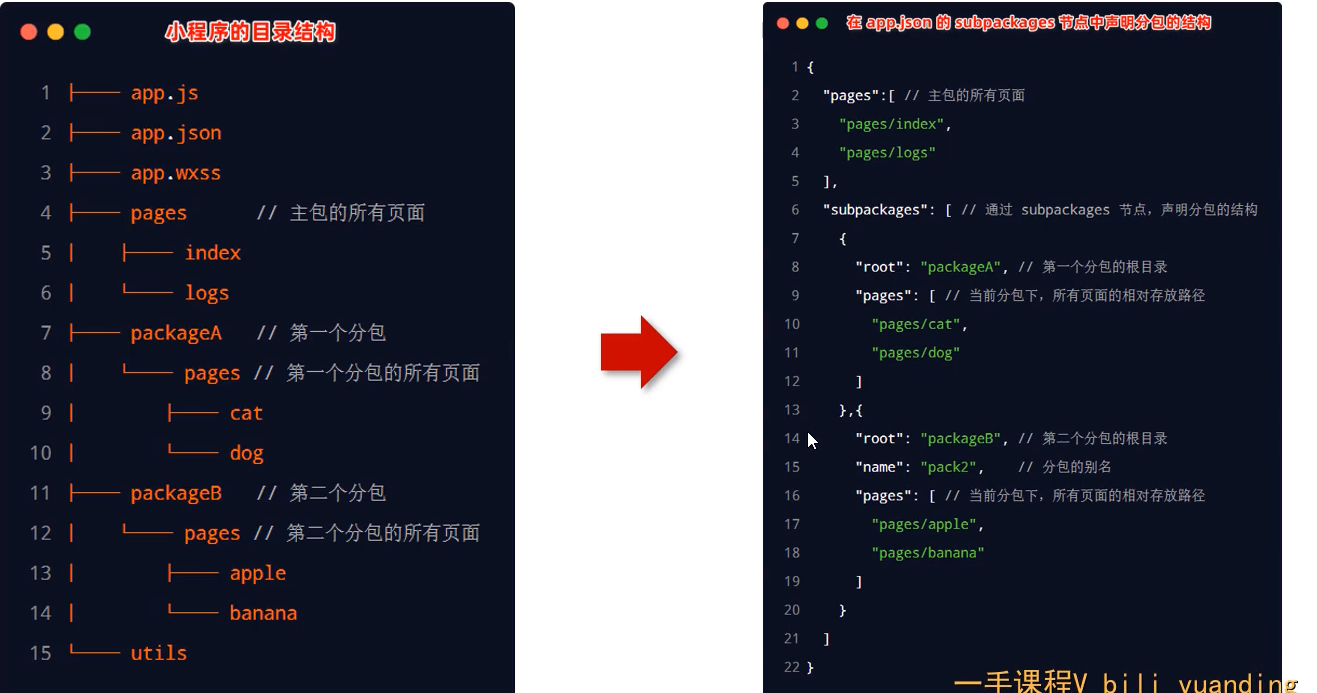 小程序的目录结构
1 ├── app.js
2 ├── app.json
3 ├── app.wxss
4 ├── pages // 主包的所有页面
5 │ ├── index
6 │ └── logs
7 ├── packageA // 第一个分包
8 │ └── pages // 第一个分包的所有页面
9 │ ├── cat
10 │ └── dog
11 ├── packageB // 第二个分包
12 │ └── pages // 第二个分包的所有页面
13 │ ├── apple
14 │ └── banana
15 └── utils
在 app.json 的 subpackages 节点中声明分包的结构
1 {
2 "pages":[ // 主包的所有页面
3 "pages/index",
4 "pages/logs"
5 ],
6 "subpackages": [ // 通过 subpackages 节点，声明分包的结构
7 {
8 "root": "packageA", // 第一个分包的根目录
9 "pages": [ // 当前分包下，所有页面的相对存放路径
10 "pages/cat",
11 "pages/dog"
12 ]
13 },{
14 "root": "packageB", // 第二个分包的根目录
15 "name": "pack2", // 分包的别名
16 "pages": [ // 当前分包下，所有页面的相对存放路径
17 "pages/apple",
18 "pages/banana"
19 ]
20 }
21 ]
22 }
一手课程V bili_yuanding